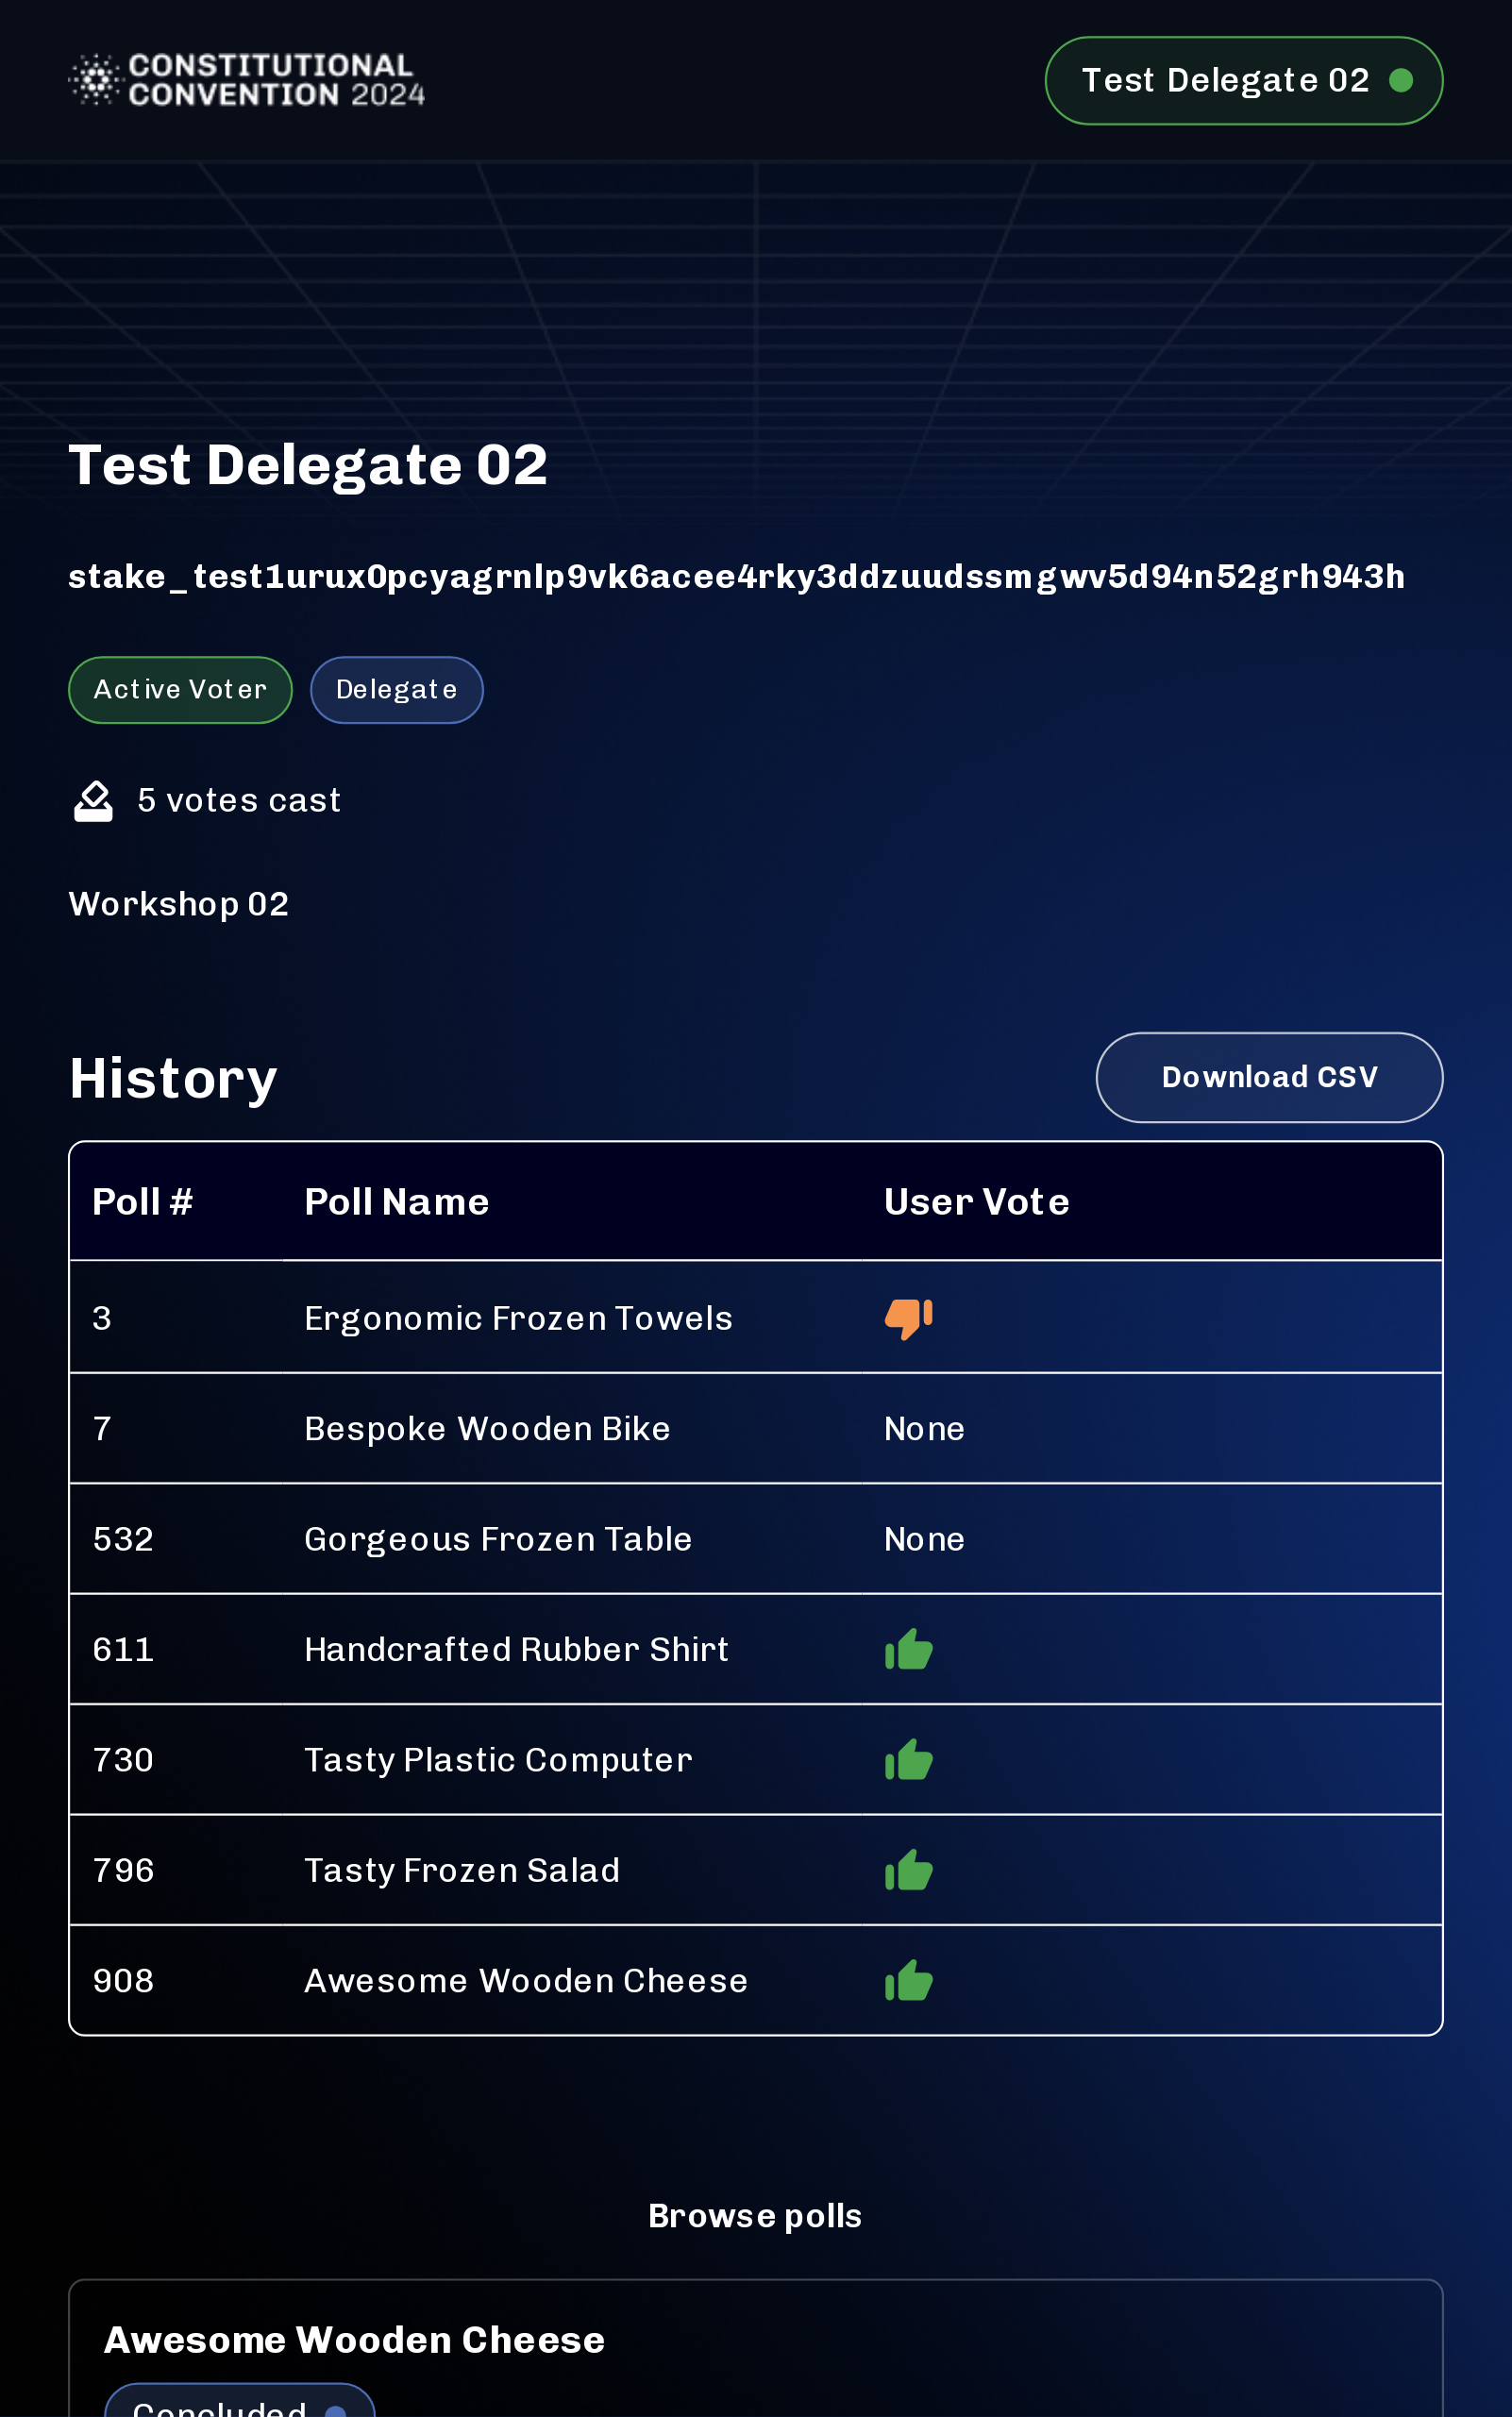 CONSTITUTIONAL
CONVENTION 2024
Test Delegate 02
Test Delegate 02
stake_test1urux0pcyagrnlp9vk6acee4rky3ddzuudssmgwv5d94n52grh943h
Active Voter Delegate
5 votes cast
Workshop 02
History Download CSV
Poll # Poll Name User Vote
3 Ergonomic Frozen Towels
7 Bespoke Wooden Bike None
532 Gorgeous Frozen Table None
611 Handcrafted Rubber Shirt
730 Tasty Plastic Computer
796 Tasty Frozen Salad
908 Awesome Wooden Cheese
Browse polls
Awesome Wooden Cheese
Concluded